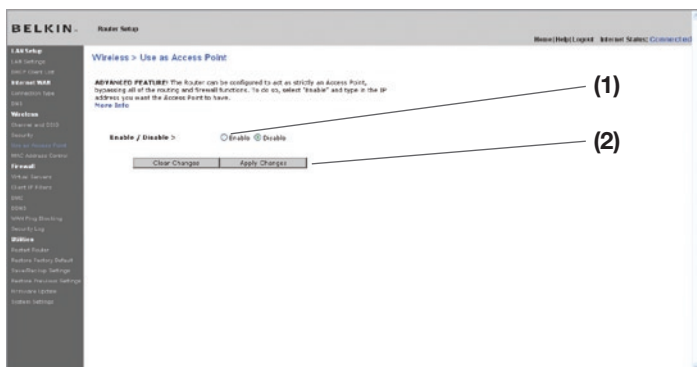 BELKIN.
Router Setup
Home|Help|Logout Internet Status: Connected
LAN Setup
LAN Settings
DHCP Client List
Internet WAN
Connection Type
DNS
Wireless
Channel and SSID
Security
Use as Access Point
MAC Address Control
Firewall
Virtual Servers
Client IP Filters
DMZ
DDNS
WAN Ping Blocking
Security Log
Utilities
Restart Router
Restore Factory Default
Save/Backup Settings
Restore Previous Settings
Firmware Update
System Settings
Wireless > Use as Access Point
ADVANCED FEATURE! The Router can be configured to act as strictly an Access Point,
bypassing all of the routing and firewall functions. To do so, select "Enable" and type in the IP
address you want the Access Point to have.
More Info
Enable / Disable > Enable Disable
Clear Changes Apply Changes
(1)
(2)